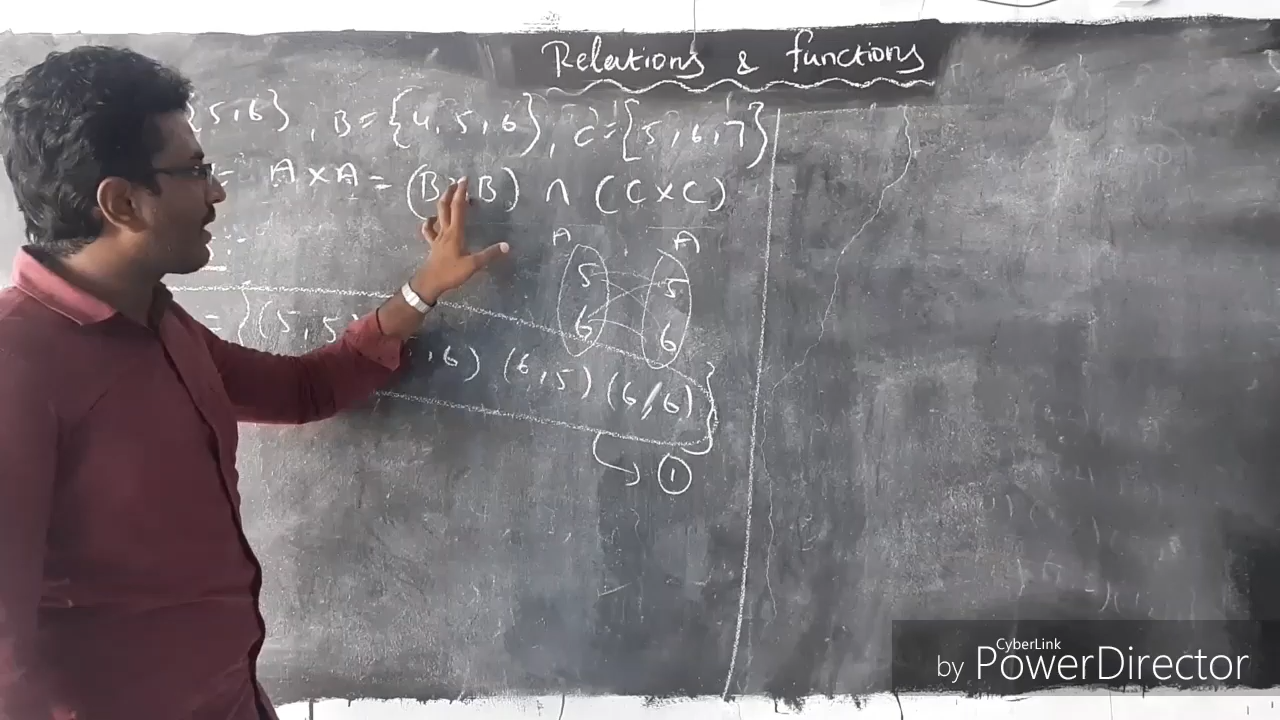 Relations & functions
{5,6}, B={4,5,6}, C={5,6,7}
A×A = (B×B) ∩ (C×C)
A A
5 5
6 6
= {(5,5)
,6) (6,5) (6,6)}
①
CyberLink
by PowerDirector